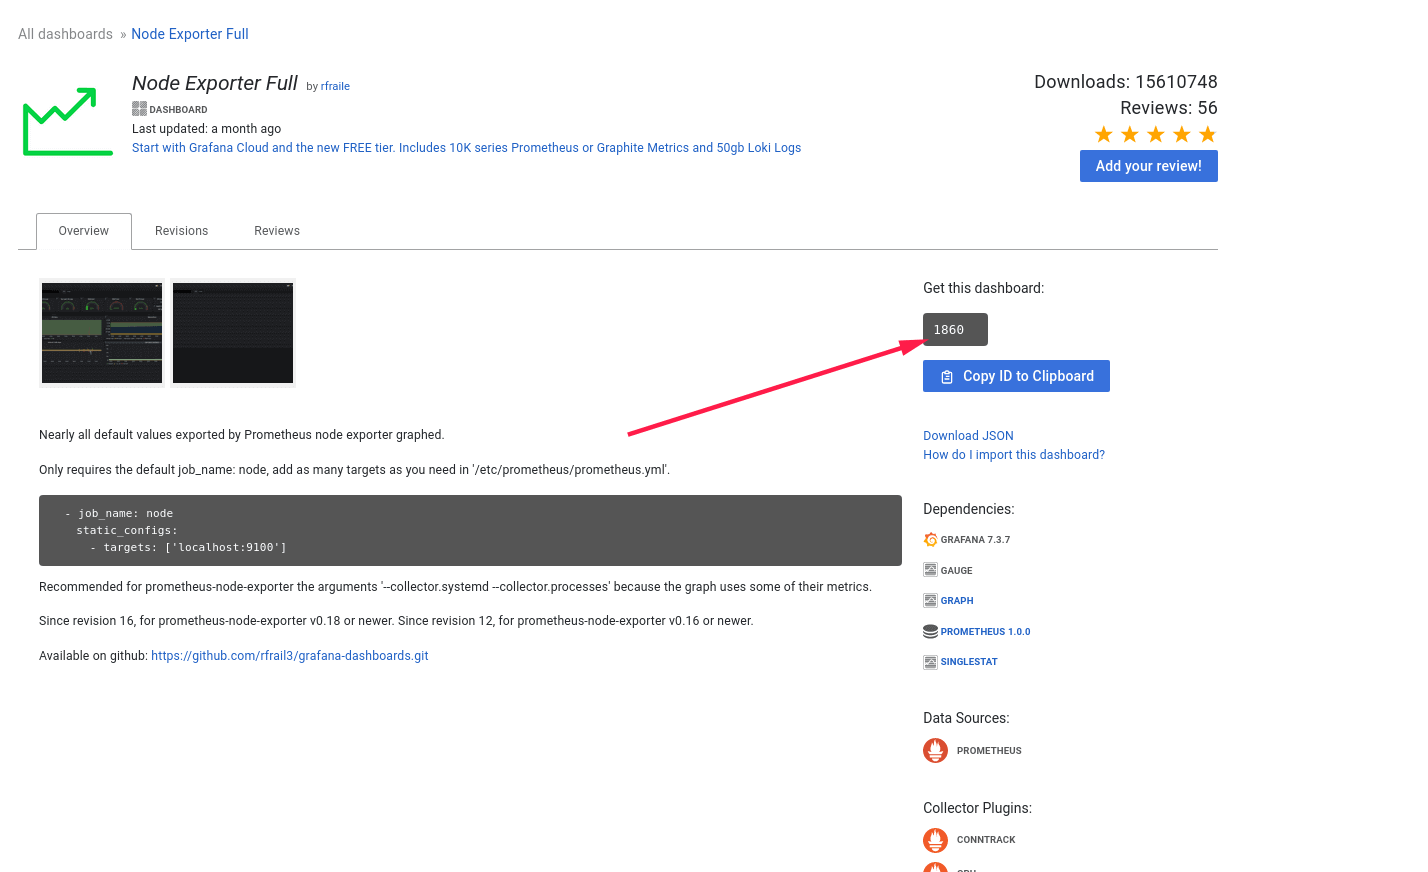 All dashboards » Node Exporter Full
Node Exporter Full by rfraile
DASHBOARD
Last updated: a month ago
Start with Grafana Cloud and the new FREE tier. Includes 10K series Prometheus or Graphite Metrics and 50gb Loki Logs
Downloads: 15610748
Reviews: 56
Add your review!
Overview
Revisions
Reviews
Nearly all default values exported by Prometheus node exporter graphed.
Only requires the default job_name: node, add as many targets as you need in '/etc/prometheus/prometheus.yml'.
- job_name: node
static_configs:
- targets: ['localhost:9100']
Recommended for prometheus-node-exporter the arguments '--collector.systemd --collector.processes' because the graph uses some of their metrics.
Since revision 16, for prometheus-node-exporter v0.18 or newer. Since revision 12, for prometheus-node-exporter v0.16 or newer.
Available on github: https://github.com/rfrail3/grafana-dashboards.git
Get this dashboard:
1860
Copy ID to Clipboard
Download JSON
How do I import this dashboard?
Dependencies:
GRAFANA 7.3.7
GAUGE
GRAPH
PROMETHEUS 1.0.0
SINGLESTAT
Data Sources:
PROMETHEUS
Collector Plugins:
CONNTRACK